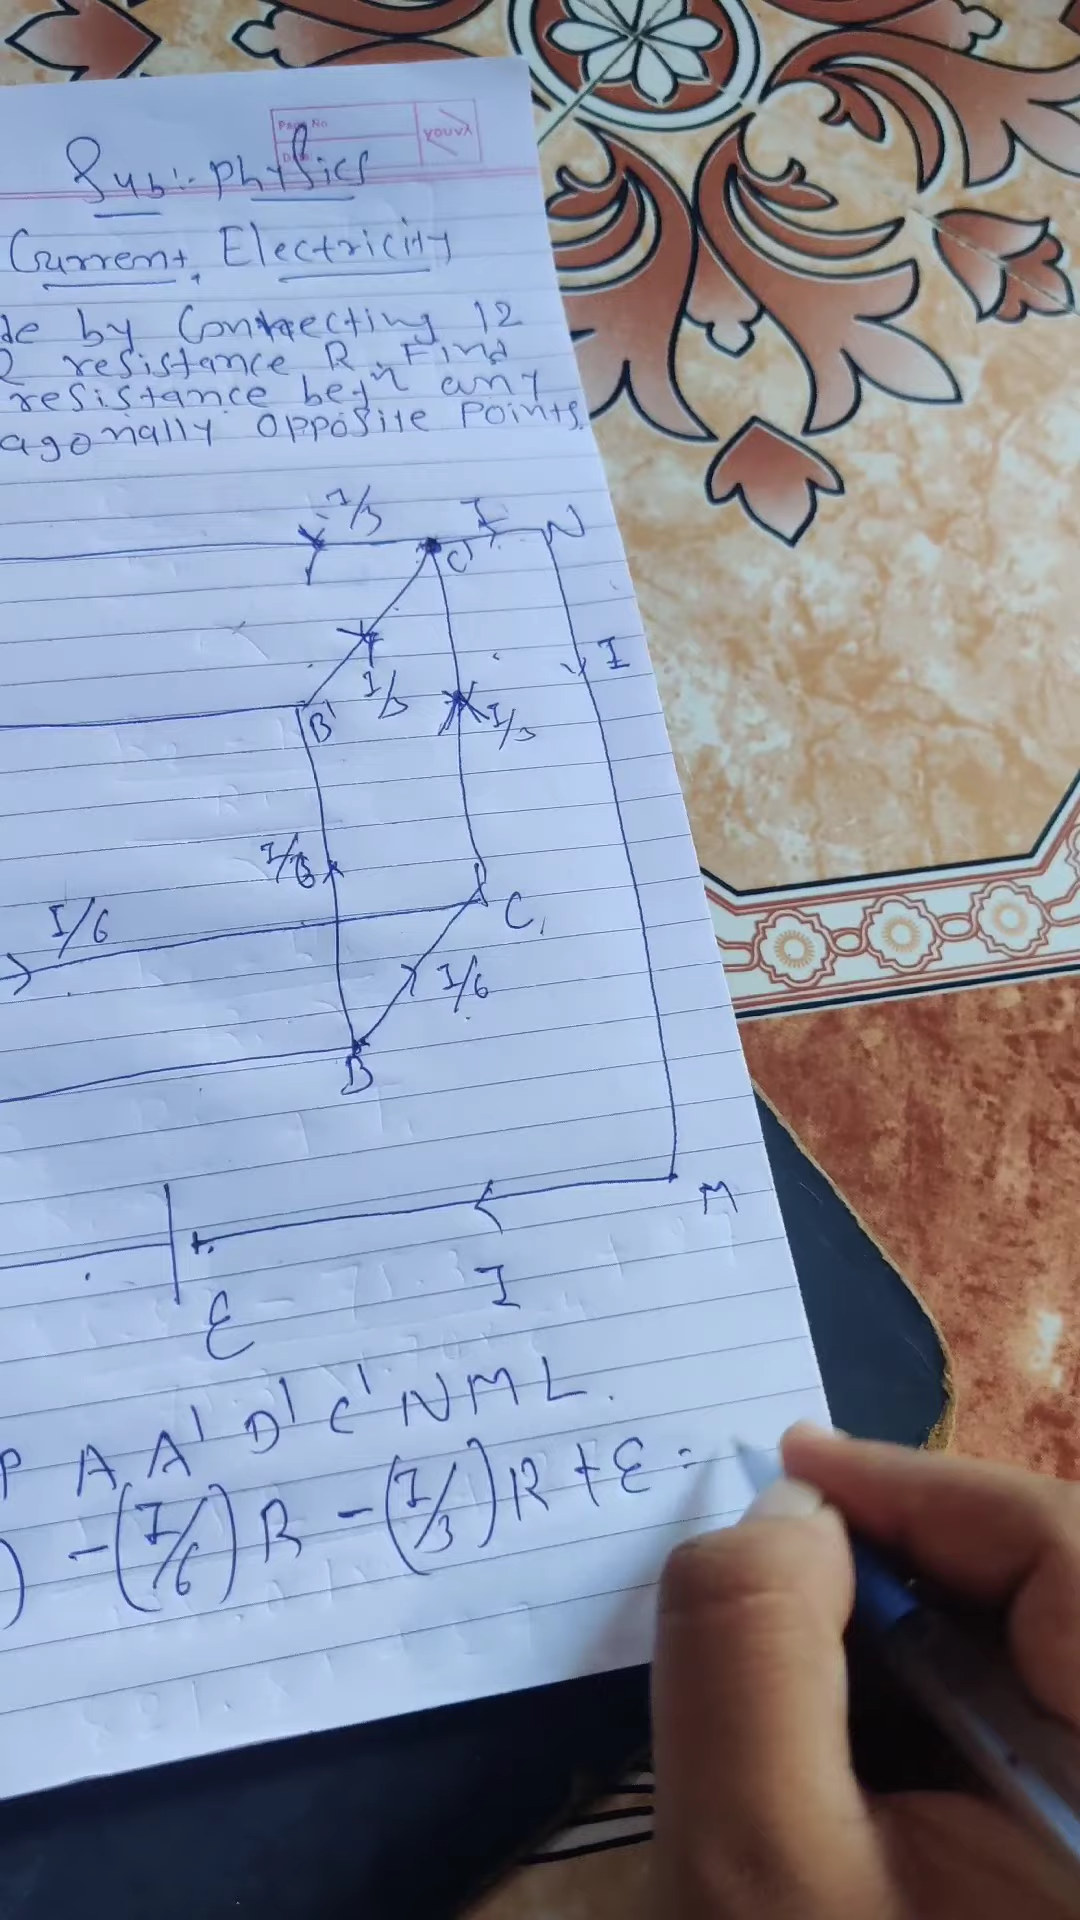 Page No
YOUVA
Sub:- Physics
Current Electricity
de by Connecting 12
resistance R. Find
resistance betn any
agonally opposite Points.
I/3
I
N
C'
I
I/3
B'
I/3
I/6
I/6
C
I/6
B
M
E
I
P A A' D' C' N M L.
) -(I/6)R -(I/3)R + E =